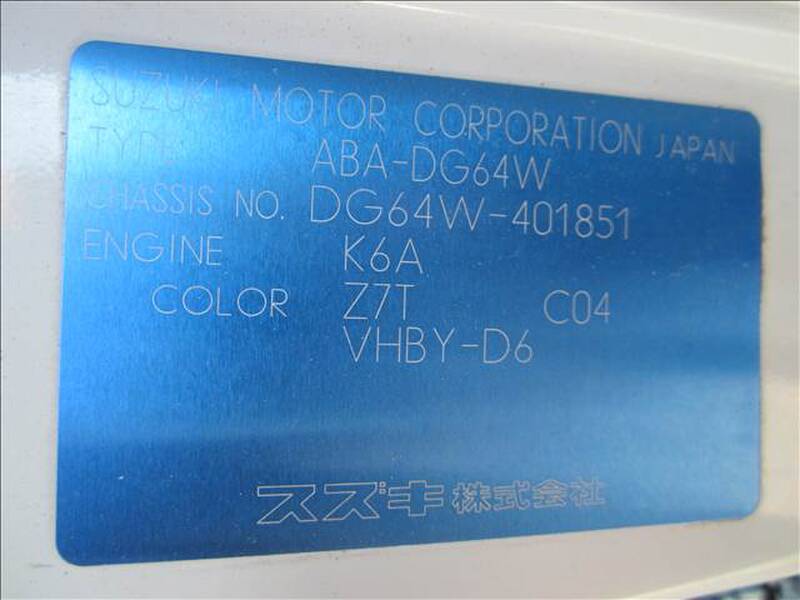 SUZUKI MOTOR CORPORATION JAPAN
TYPE ABA-DG64W
CHASSIS NO. DG64W-401851
ENGINE K6A
COLOR Z7T C04
VHBY-D6
スズキ株式会社